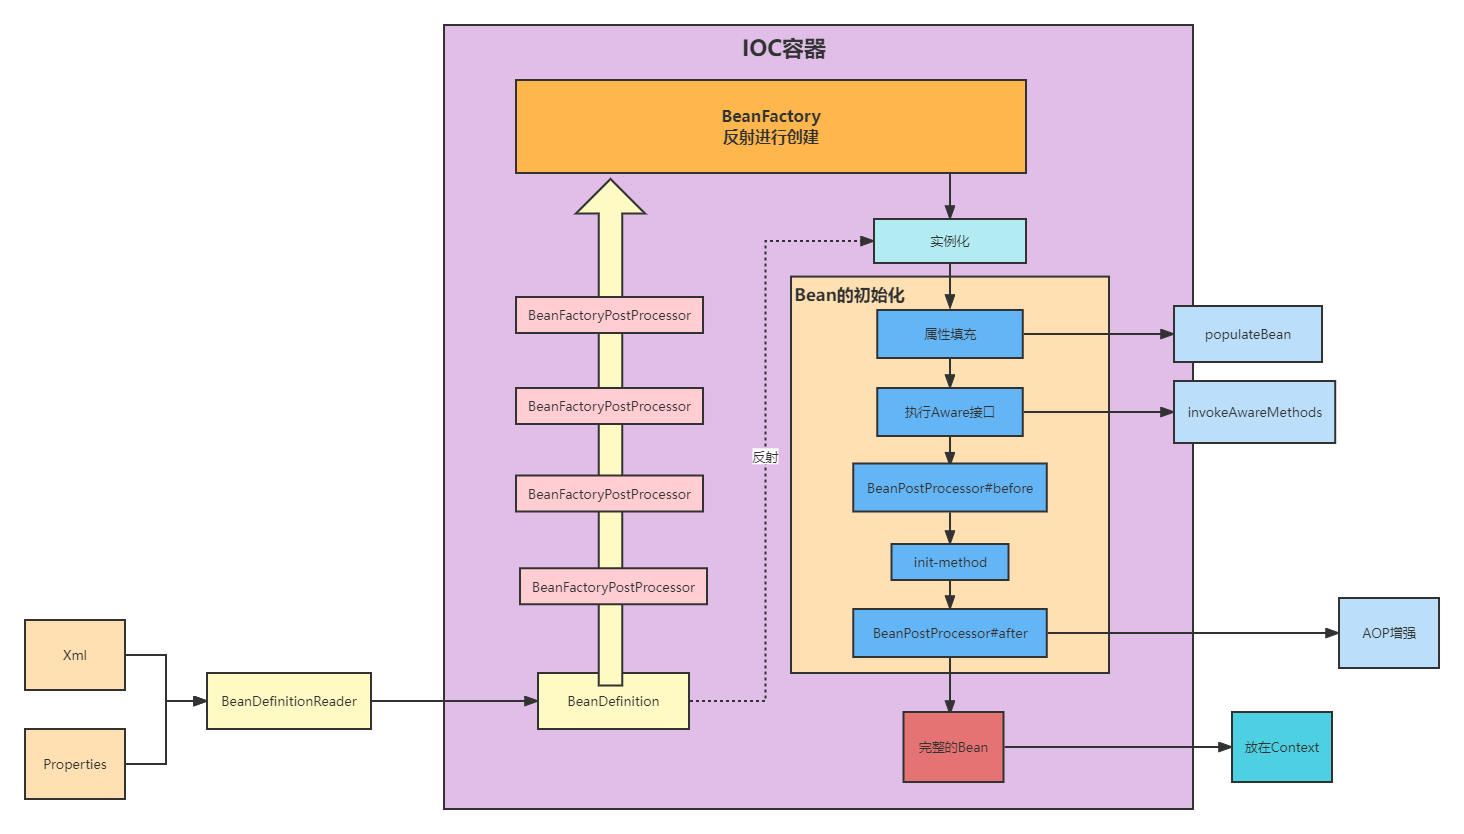 IOC容器
BeanFactory
反射进行创建
实例化
Bean的初始化
BeanFactoryPostProcessor
属性填充
populateBean
BeanFactoryPostProcessor
执行Aware接口
invokeAwareMethods
反射
BeanFactoryPostProcessor
BeanPostProcessor#before
init-method
BeanFactoryPostProcessor
BeanPostProcessor#after
AOP增强
Xml
BeanDefinitionReader
BeanDefinition
Properties
完整的Bean
放在Context